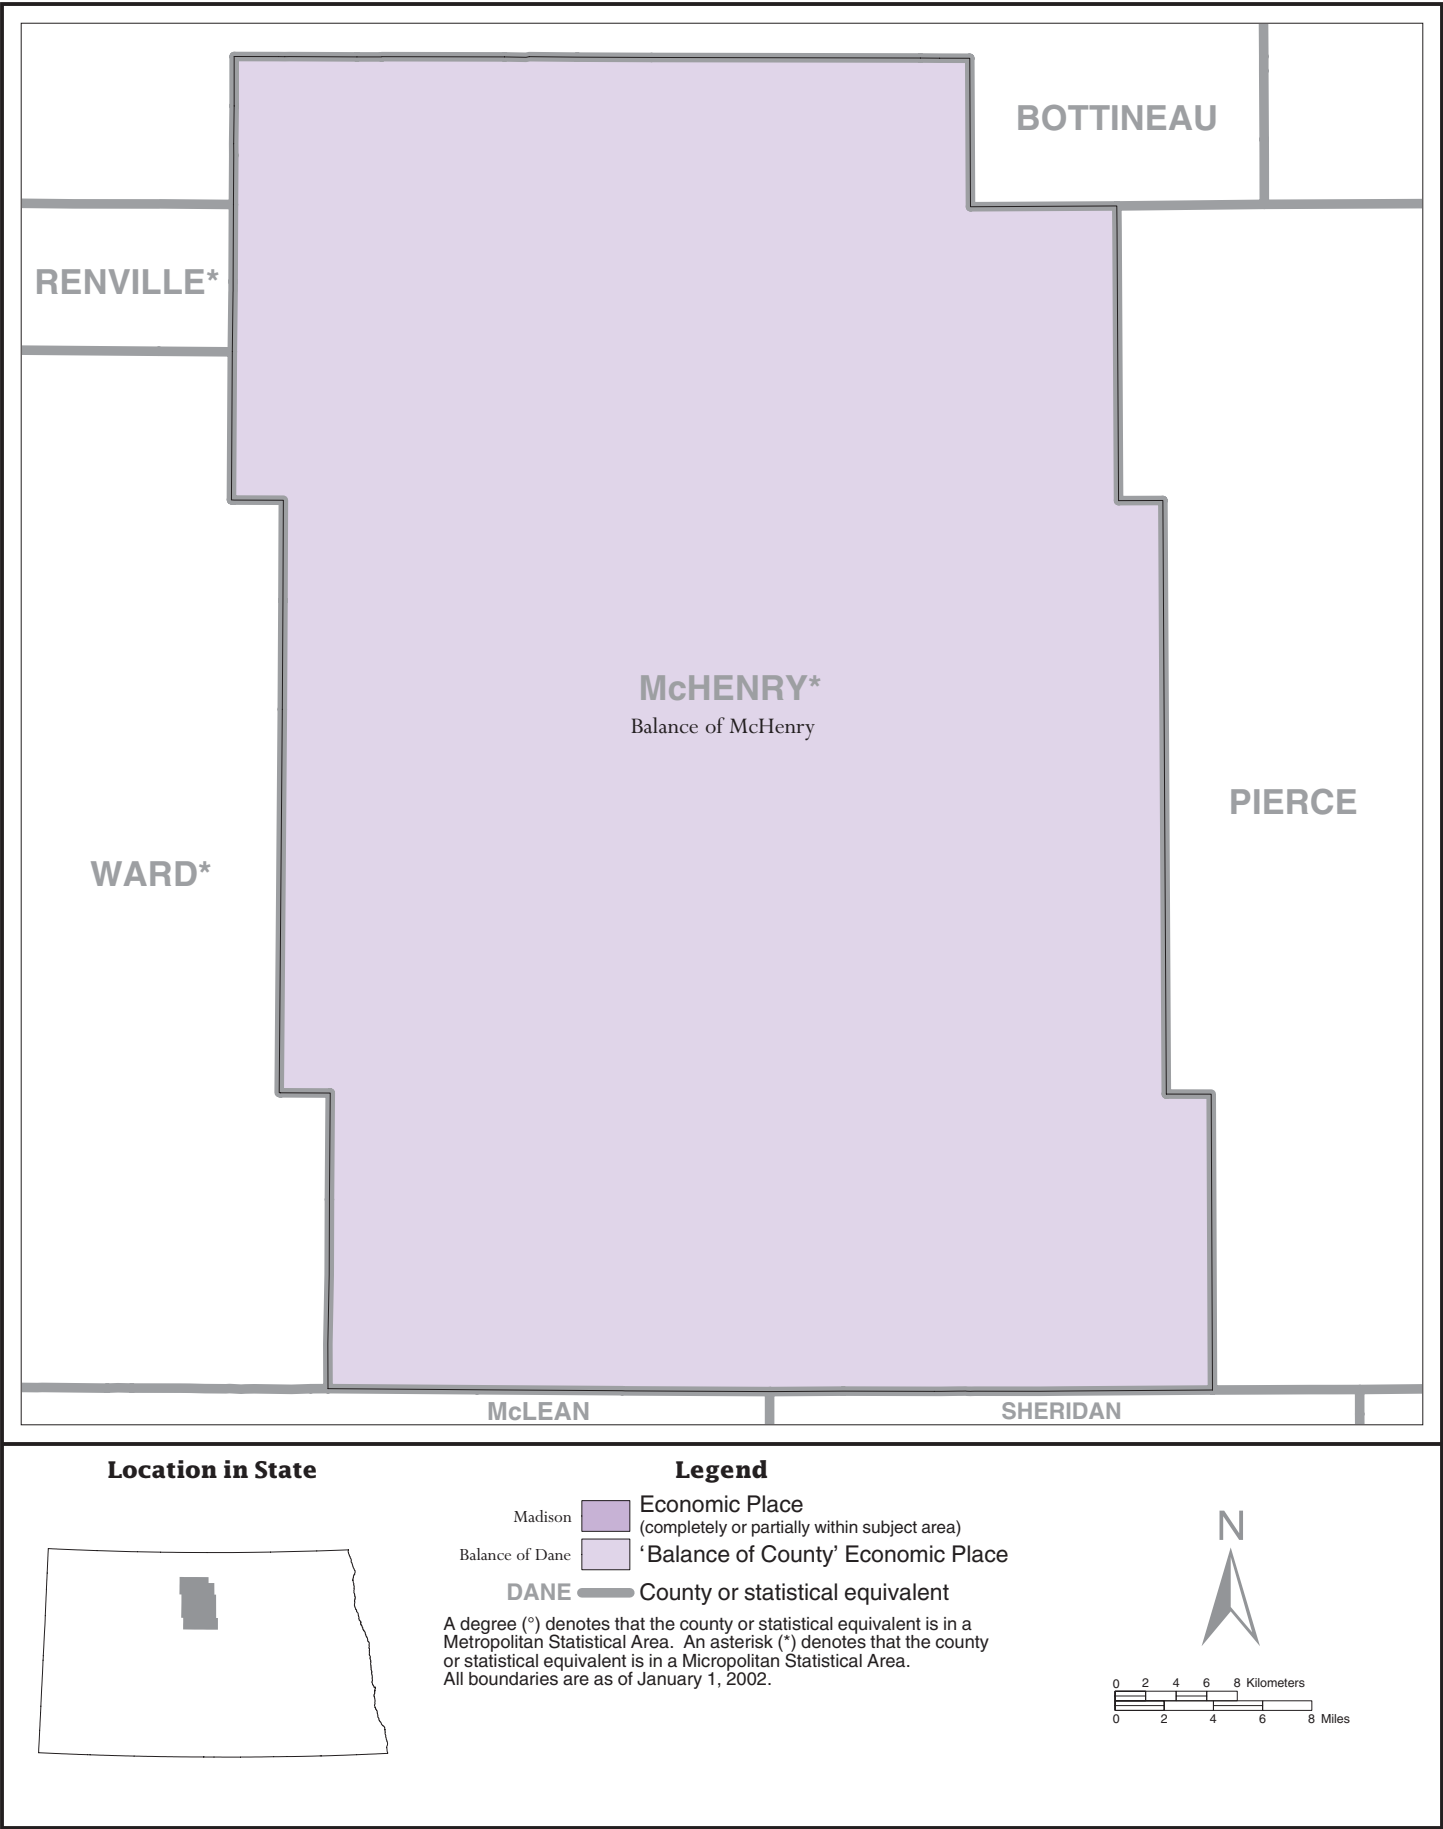 BOTTINEAU
RENVILLE*
McHENRY*
Balance of McHenry
PIERCE
WARD*
McLEAN
SHERIDAN
Location in State
Legend
Madison
Economic Place
(completely or partially within subject area)
Balance of Dane
‘Balance of County’ Economic Place
DANE
County or statistical equivalent
A degree (°) denotes that the county or statistical equivalent is in a
Metropolitan Statistical Area.  An asterisk (*) denotes that the county
or statistical equivalent is in a Micropolitan Statistical Area.
All boundaries are as of January 1, 2002.
N
0 2 4 6 8 Kilometers
0 2 4 6 8 Miles